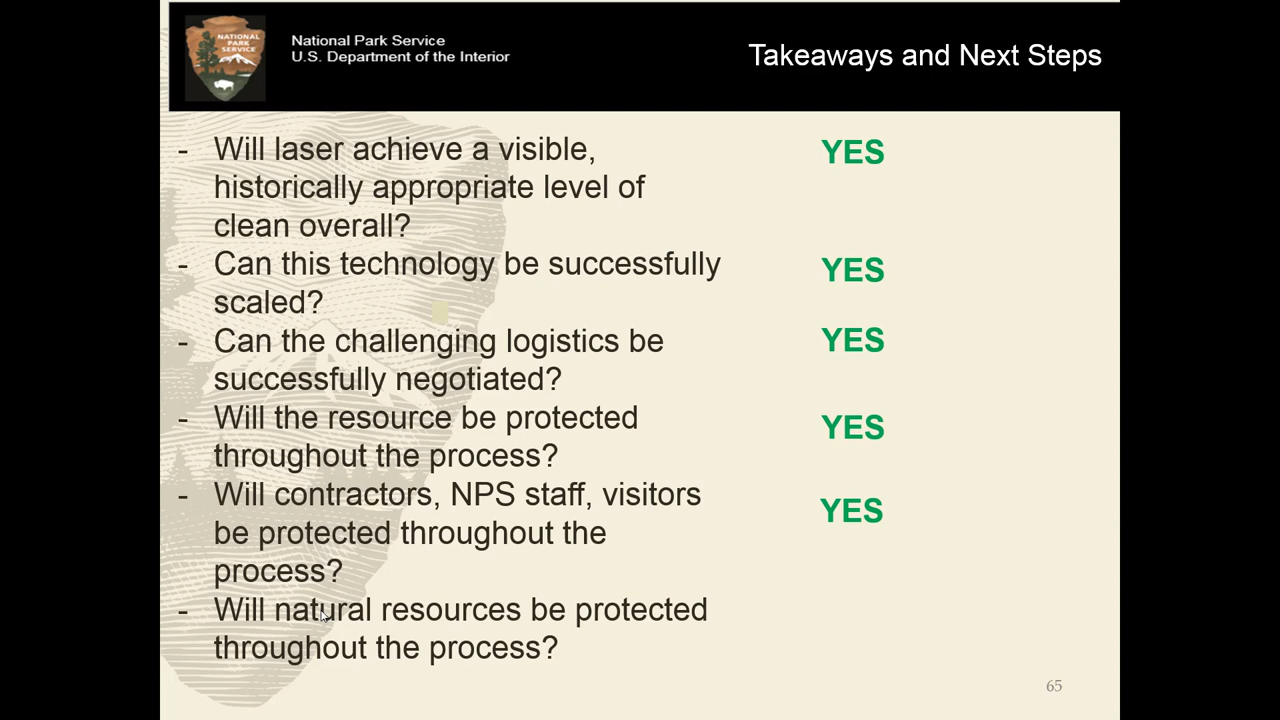 NATIONAL
PARK
SERVICE
National Park Service
U.S. Department of the Interior
Takeaways and Next Steps
- Will laser achieve a visible, YES
historically appropriate level of
clean overall?
- Can this technology be successfully YES
scaled?
- Can the challenging logistics be YES
successfully negotiated?
- Will the resource be protected YES
throughout the process?
- Will contractors, NPS staff, visitors YES
be protected throughout the
process?
- Will natural resources be protected
throughout the process?
65